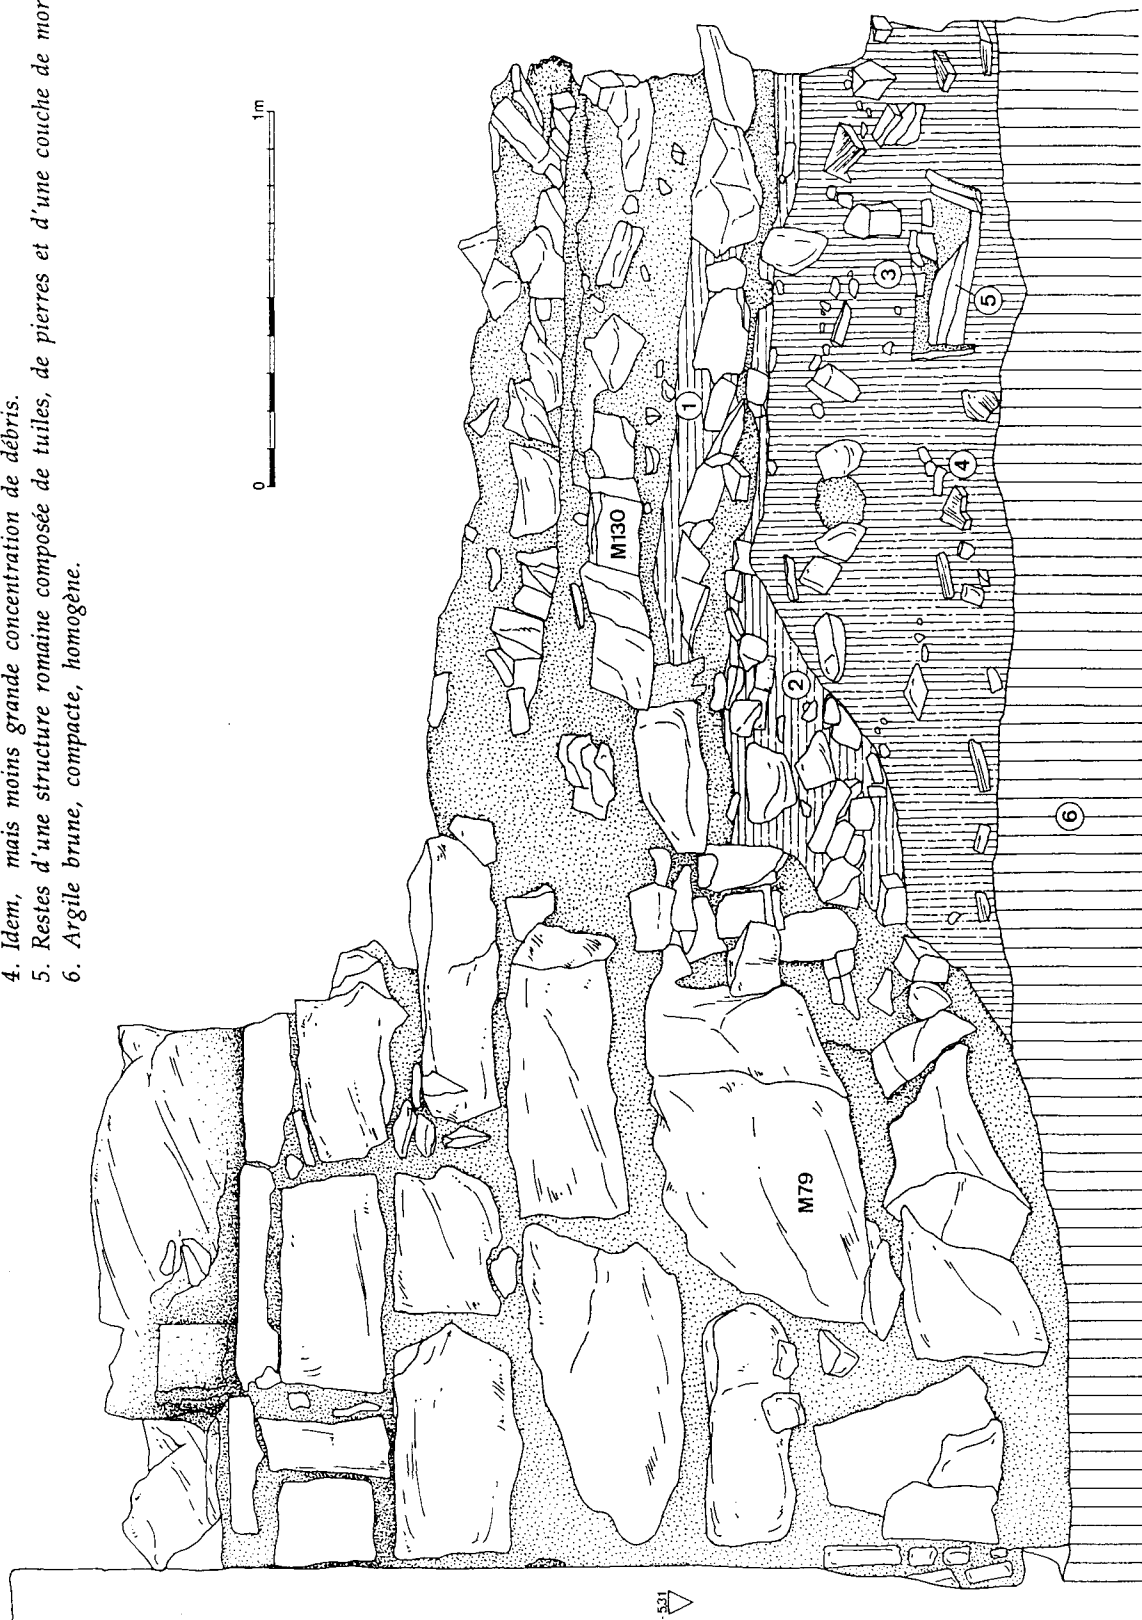 4. Idem, mais moins grande concentration de débris.
5. Restes d'une structure romaine composée de tuiles, de pierres et d'une couche de mor
6. Argile brune, compacte, homogène.
0 1m
M130
M79
1
2
3
4
5
6
531